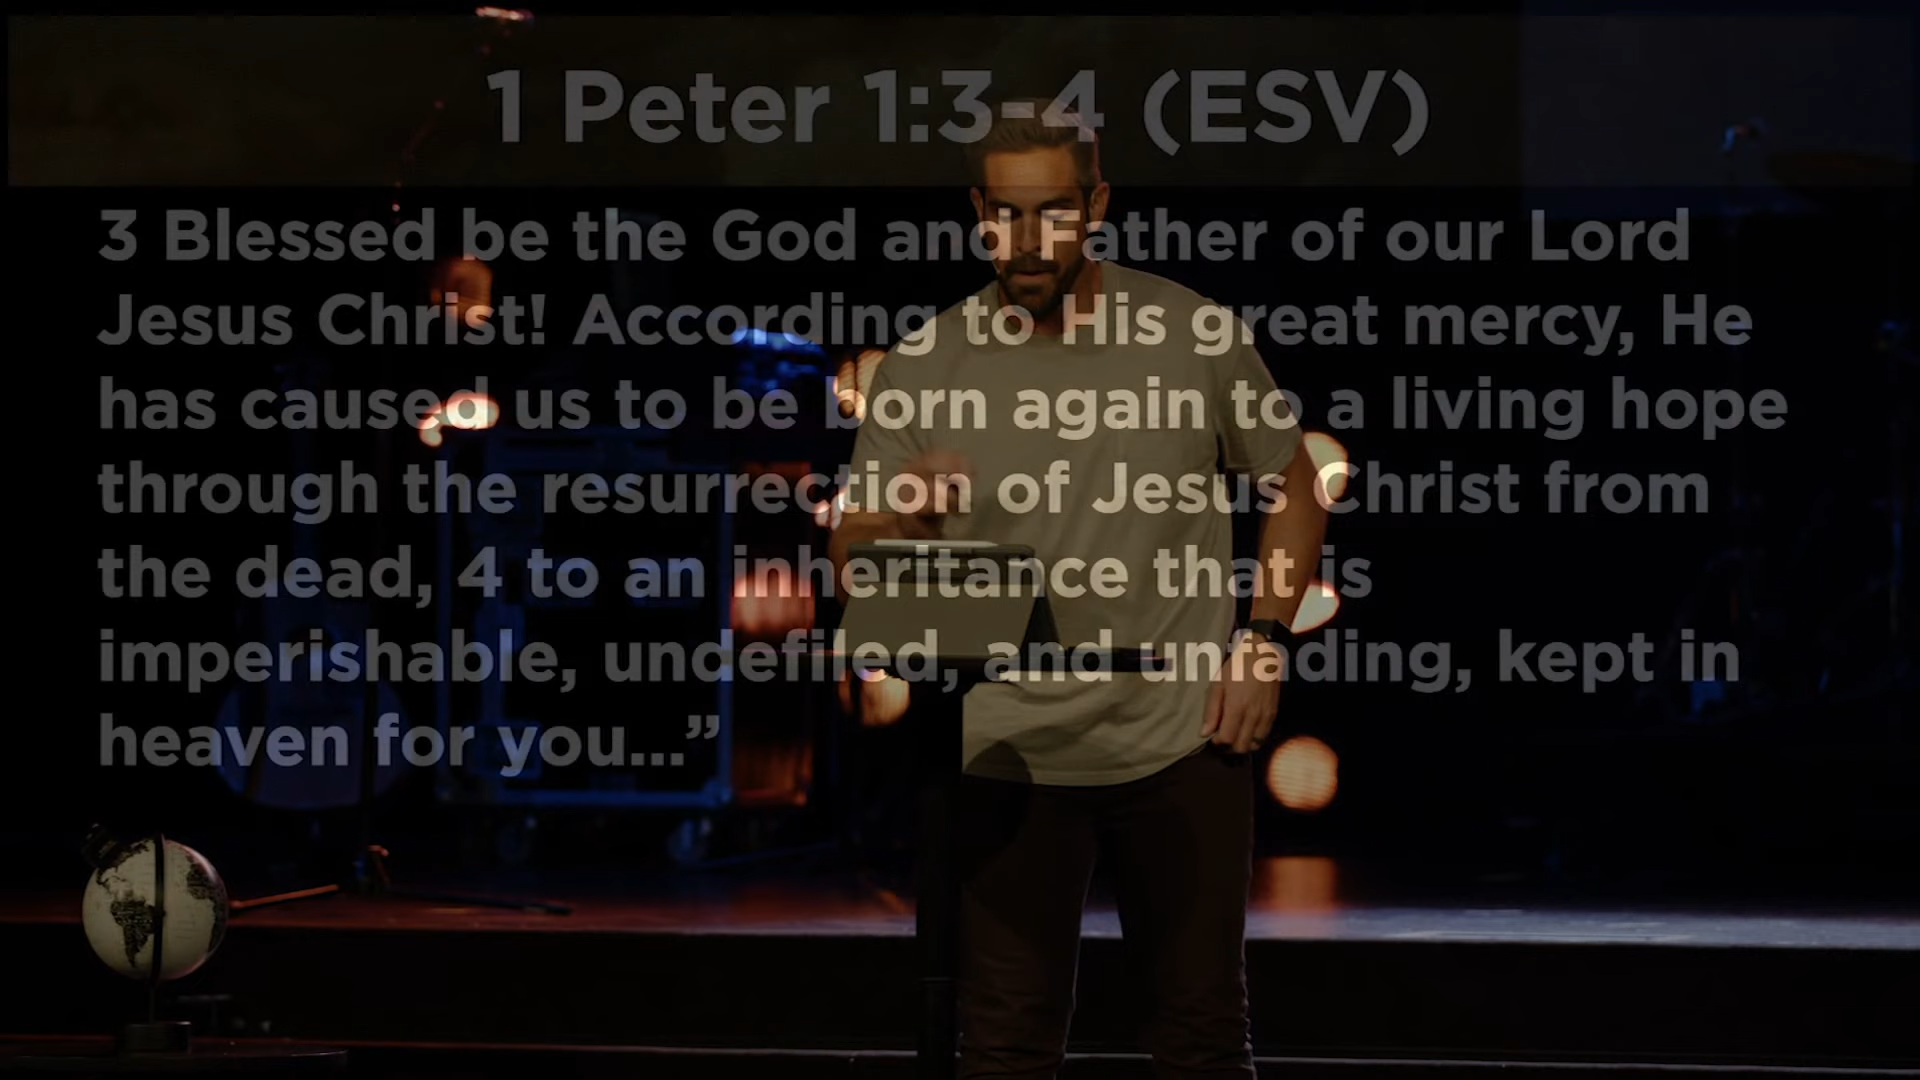 1 Peter 1:3-4 (ESV)
3 Blessed be the God and Father of our Lord
Jesus Christ! According to His great mercy, He
has caused us to be born again to a living hope
through the resurrection of Jesus Christ from
the dead, 4 to an inheritance that is
imperishable, undefiled, and unfading, kept in
heaven for you...”